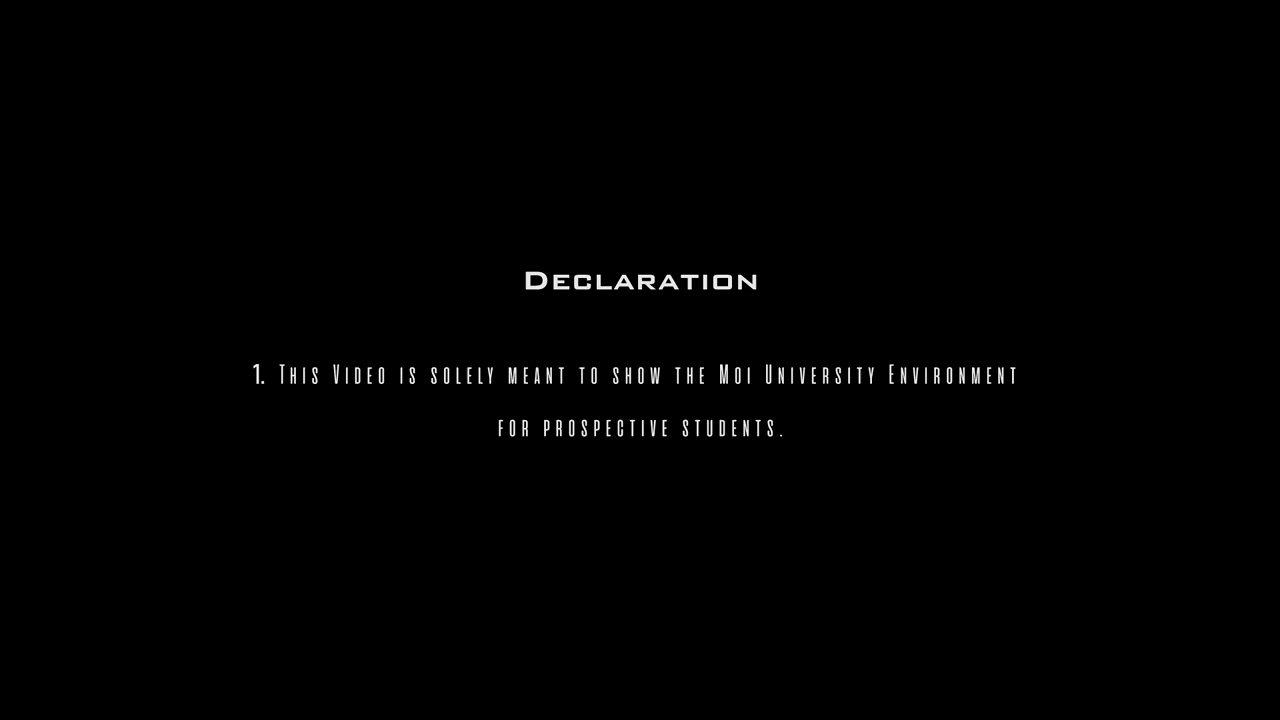 Declaration
1. This Video is solely meant to show the Moi University Environment
for prospective students.